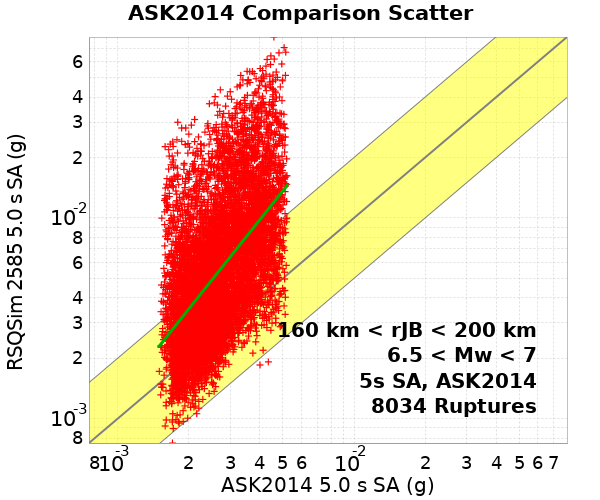 ASK2014 Comparison Scatter
RSQSim 2585 5.0 s SA (g)
6
4
3
2
10-2
8
6
4
3
2
10-3
8
160 km < rJB < 200 km
6.5 < Mw < 7
5s SA, ASK2014
8034 Ruptures
8 10-3 2 3 4 5 6 10-2 2 3 4 5 6 7
ASK2014 5.0 s SA (g)